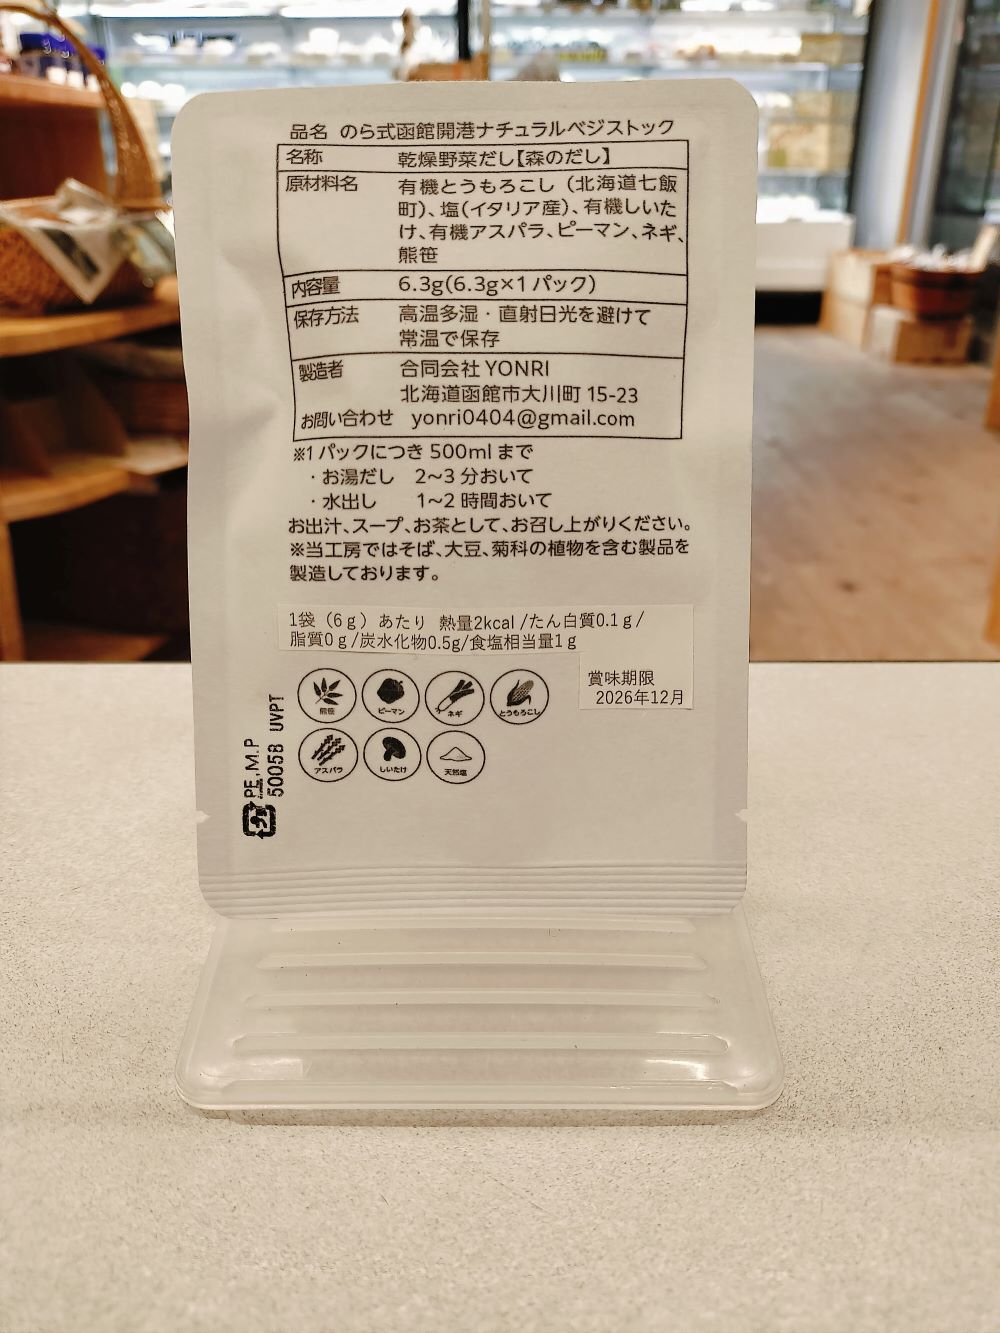 品名 のら式函館開港ナチュラルベジストック
名称 乾燥野菜だし【森のだし】
原材料名 有機とうもろこし（北海道七飯
町）、塩(イタリア産)、有機しいた
け、有機アスパラ、ピーマン、ネギ、
熊笹
内容量 6.3g(6.3g×1パック)
保存方法 高温多湿・直射日光を避けて
常温で保存
製造者 合同会社 YONRI
北海道函館市大川町 15-23
お問い合わせ yonri0404@gmail.com
※1パックにつき 500ml まで
・お湯だし 2〜3 分おいて
・水出し 1〜2 時間おいて
お出汁、スープ、お茶として、お召し上がりください。
※当工房ではそば、大豆、菊科の植物を含む製品を
製造しております。
1袋（6ｇ）あたり 熱量2kcal /たん白質0.1ｇ/
脂質0ｇ/炭水化物0.5g/食塩相当量1ｇ
賞味期限
2026年12月
熊笹 ピーマン ネギ とうもろこし
アスパラ しいたけ 天然塩
プラ
PE,M.P
5005B UVPT